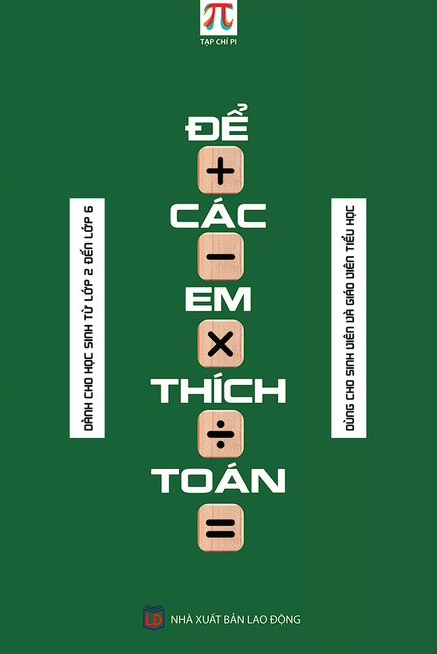 π
TẠP CHÍ PI
ĐỂ
+
CÁC
−
EM
×
THÍCH
÷
TOÁN
=
DÀNH CHO HỌC SINH TỪ LỚP 2 ĐẾN LỚP 6
DÙNG CHO SINH VIÊN VÀ GIÁO VIÊN TIỂU HỌC
LĐ
NHÀ XUẤT BẢN LAO ĐỘNG